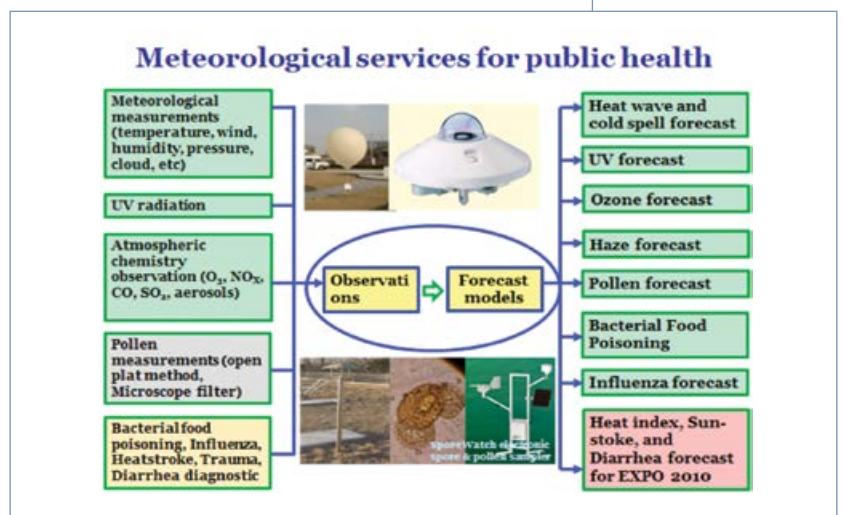 Meteorological services for public health
Meteorological
measurements
(temperature, wind,
humidity, pressure,
cloud, etc)
UV radiation
Atmospheric
chemistry
observation (O₃, NOₓ,
CO, SO₂, aerosols)
Pollen
measurements (open
plat method,
Microscope filter)
Bacterial food
poisoning, Influenza,
Heatstroke, Trauma,
Diarrhea diagnostic
Observati
ons
Forecast
models
SporeWatch electronic
spore & pollen sampler
Heat wave and
cold spell forecast
UV forecast
Ozone forecast
Haze forecast
Pollen forecast
Bacterial Food
Poisoning
Influenza forecast
Heat index, Sun-
stoke, and
Diarrhea forecast
for EXPO 2010